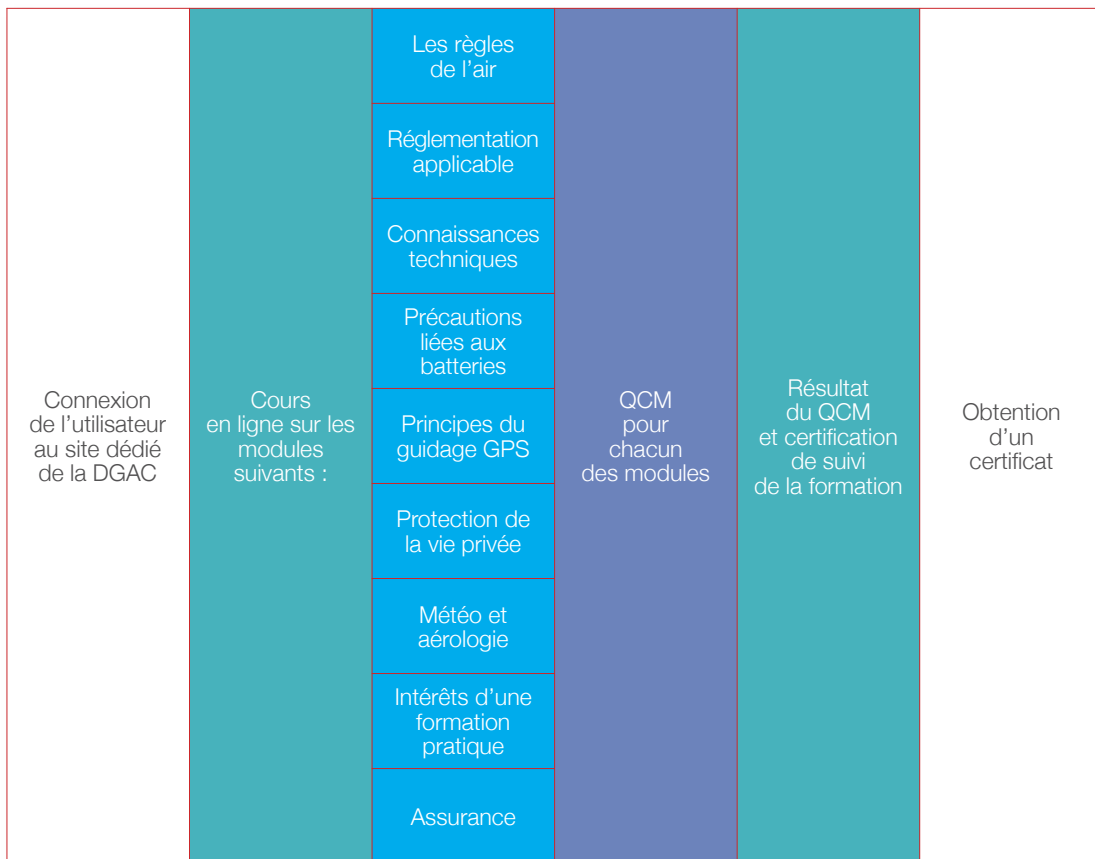 Connexion
de l’utilisateur
au site dédié
de la DGAC
Cours
en ligne sur les
modules
suivants :
Les règles
de l’air
Réglementation
applicable
Connaissances
techniques
Précautions
liées aux
batteries
Principes du
guidage GPS
Protection de
la vie privée
Météo et
aérologie
Intérêts d’une
formation
pratique
Assurance
QCM
pour
chacun
des modules
Résultat
du QCM
et certification
de suivi
de la formation
Obtention
d’un
certificat